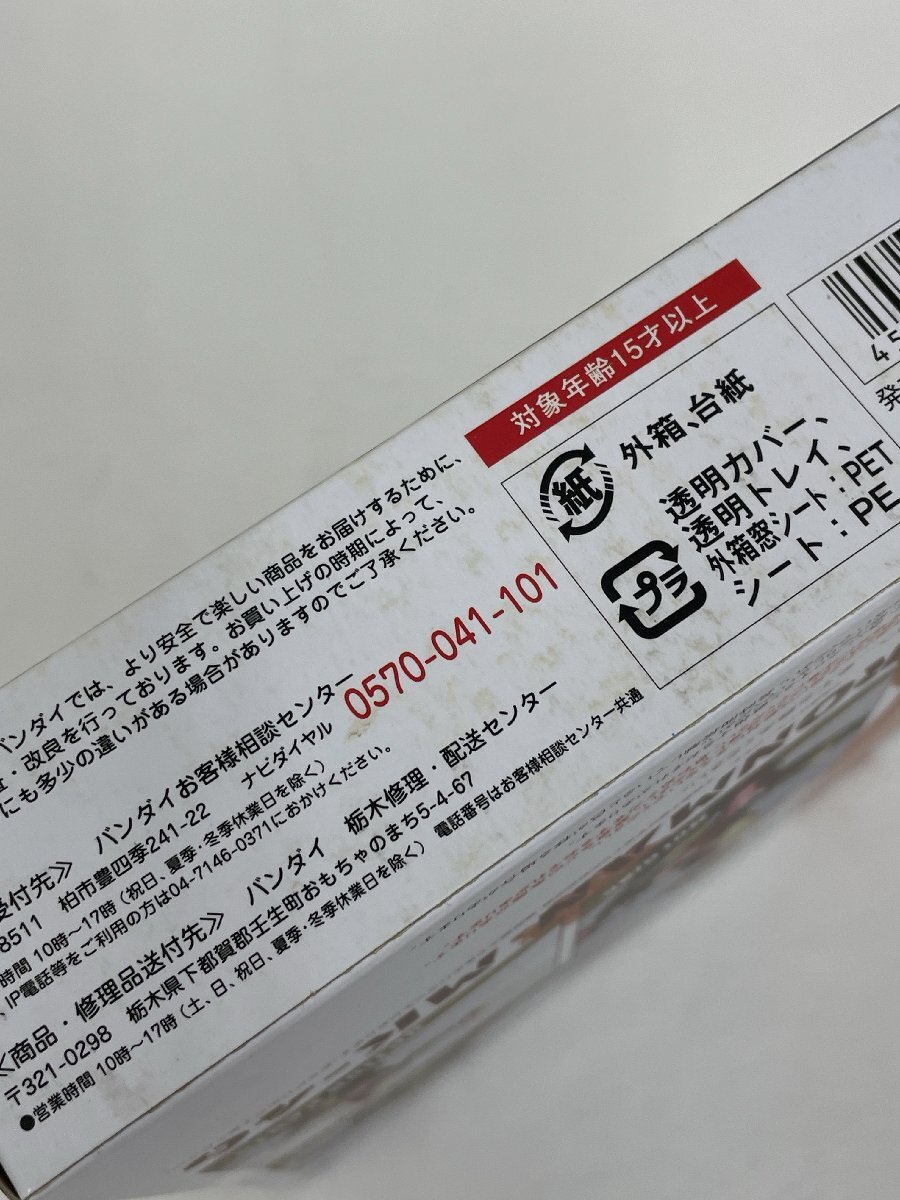 対象年齢15才以上
バンダイでは、より安全で楽しい商品をお届けするために、
・改良を行っております。お買い上げの時期によって、
にも多少の違いがある場合がありますのでご了承ください。
受付先≫ バンダイお客様相談センター
ナビダイヤル 0570-041-101
8511 柏市豊四季241-22
時間 10時～17時（祝日、夏季・冬季休業日を除く）
、IP電話等をご利用の方は04-7146-0371におかけください。
商品・修理品送付先≫ バンダイ 栃木修理・配送センター
〒321-0298 栃木県下都賀郡壬生町おもちゃのまち5-4-67
●営業時間 10時～17時（土、日、祝日、夏季・冬季休業日を除く） 電話番号はお客様相談センター共通
紙
外箱、台紙
プラ
透明カバー、
透明トレイ、
外箱窓シート：PET
シート：PE
45
発